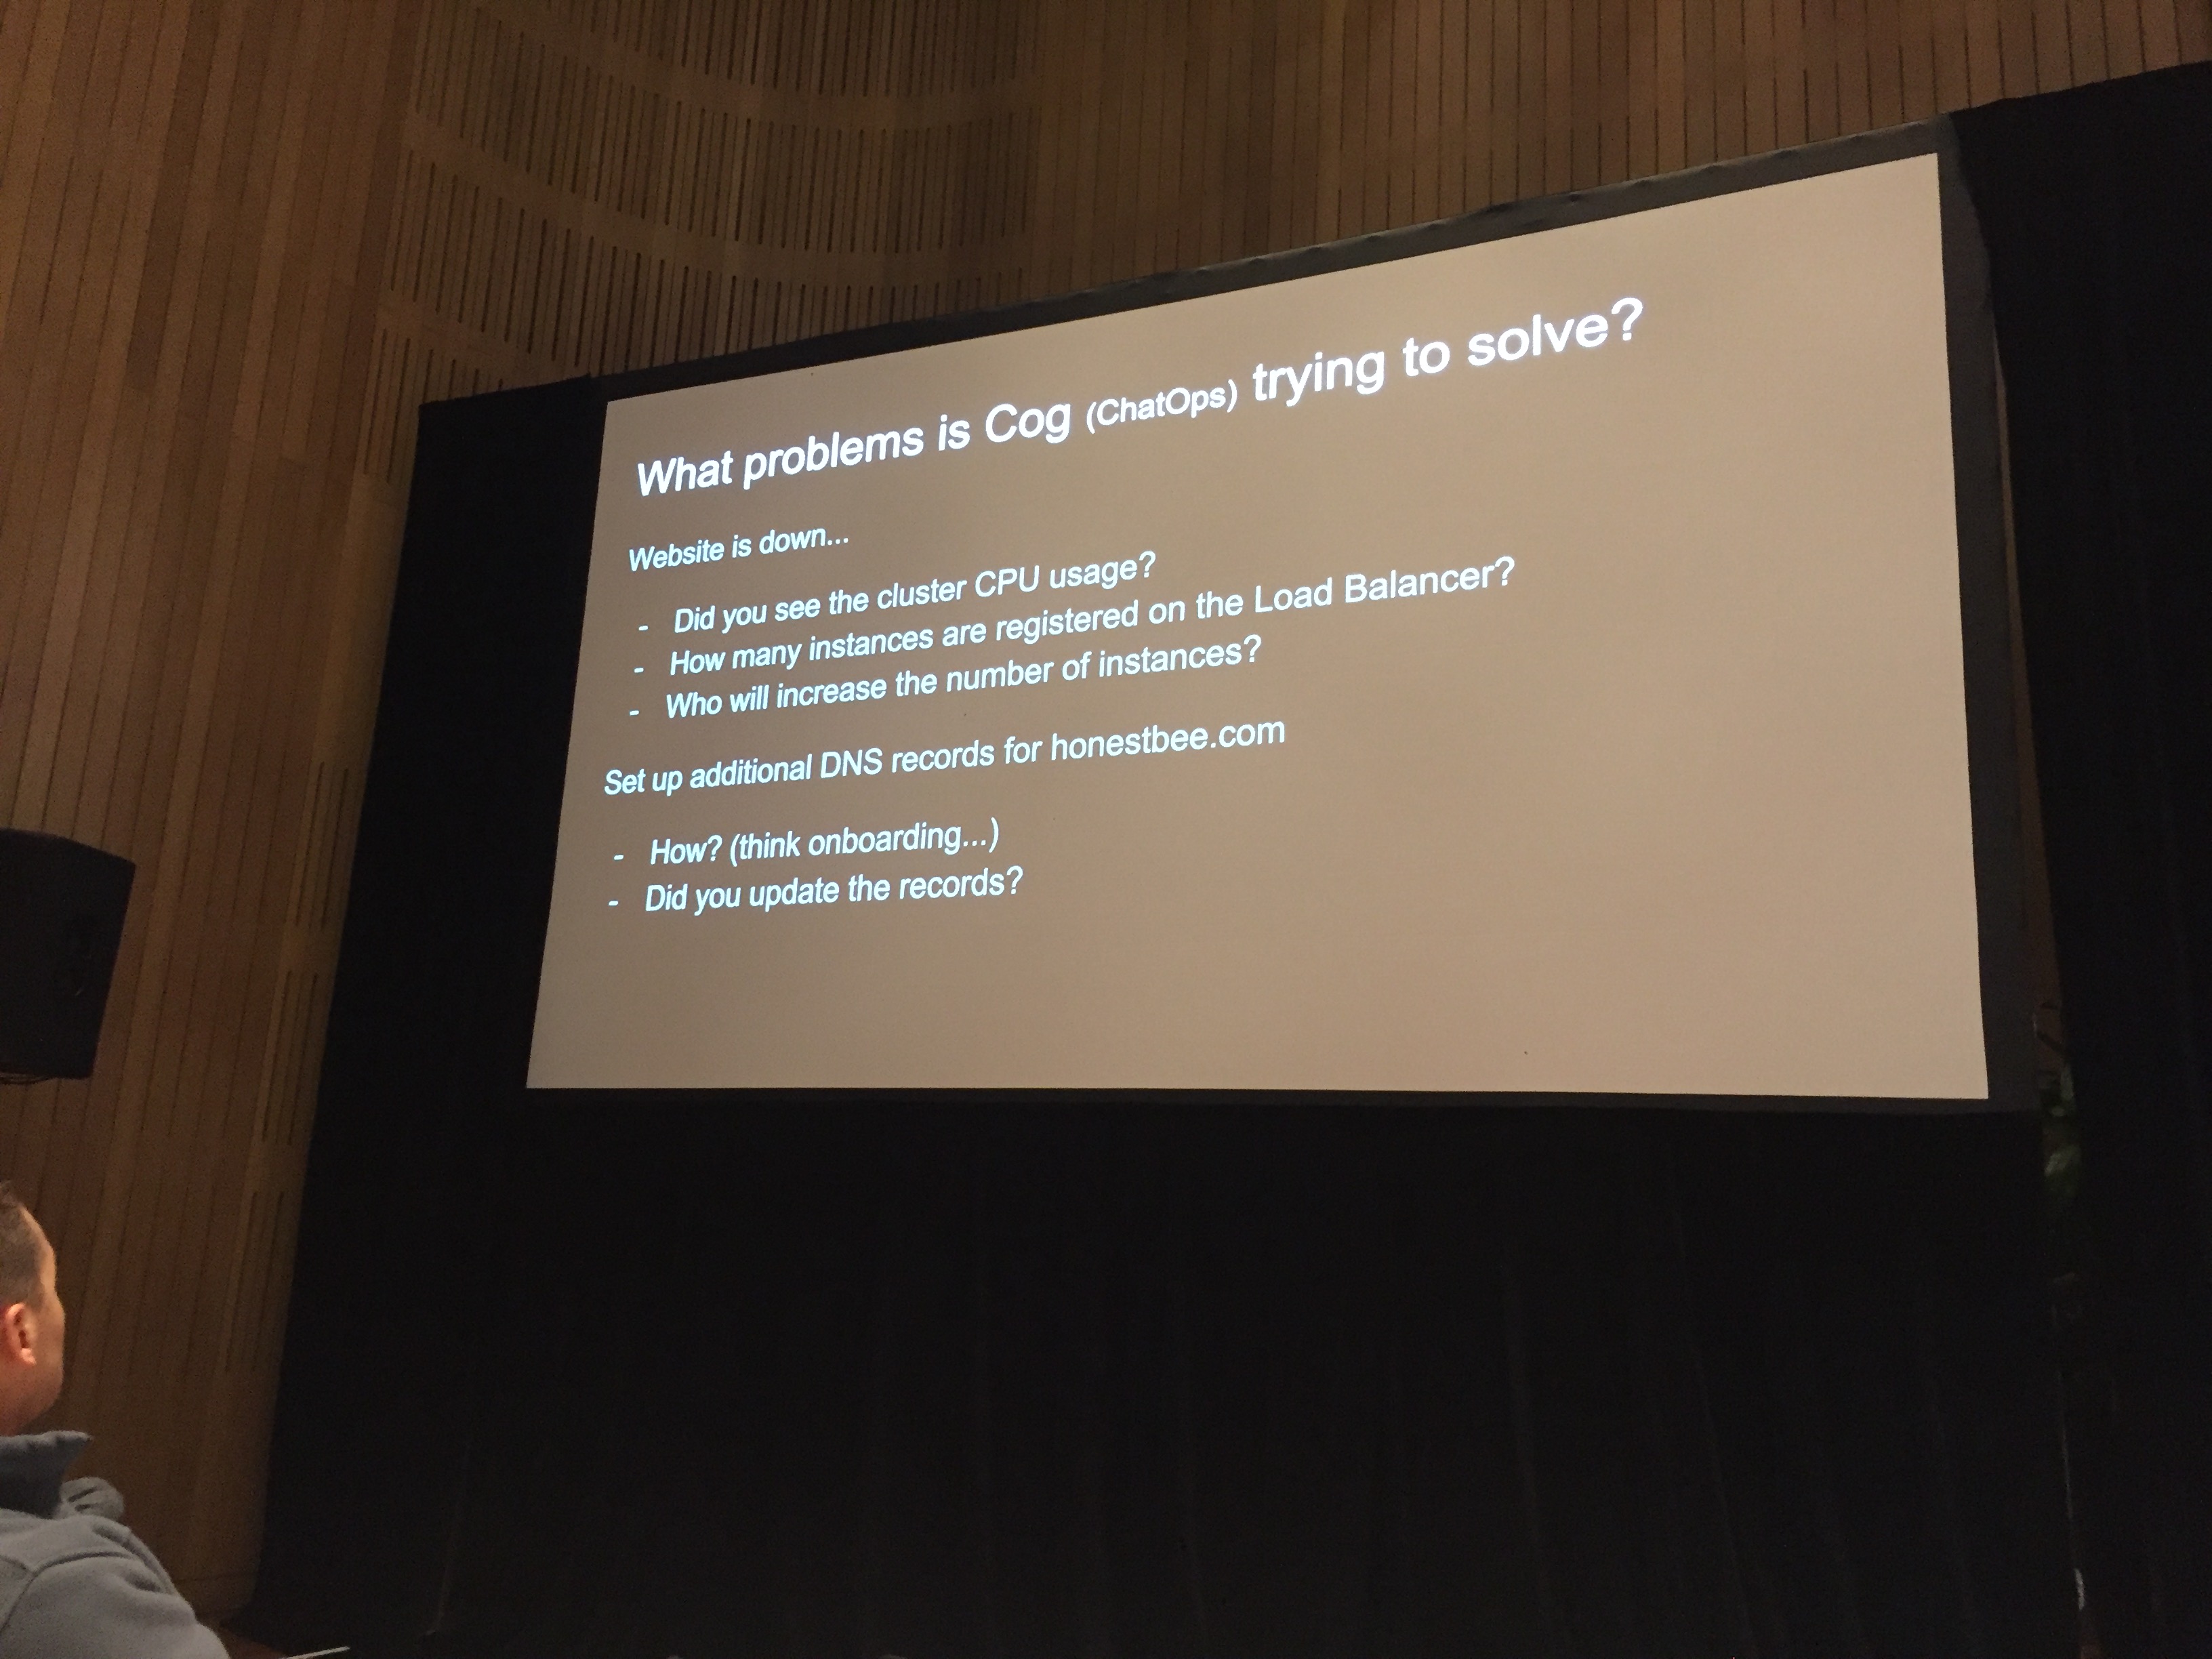 What problems is Cog (ChatOps) trying to solve?
Website is down...
- Did you see the cluster CPU usage?
- How many instances are registered on the Load Balancer?
- Who will increase the number of instances?
Set up additional DNS records for honestbee.com
- How? (think onboarding...)
- Did you update the records?